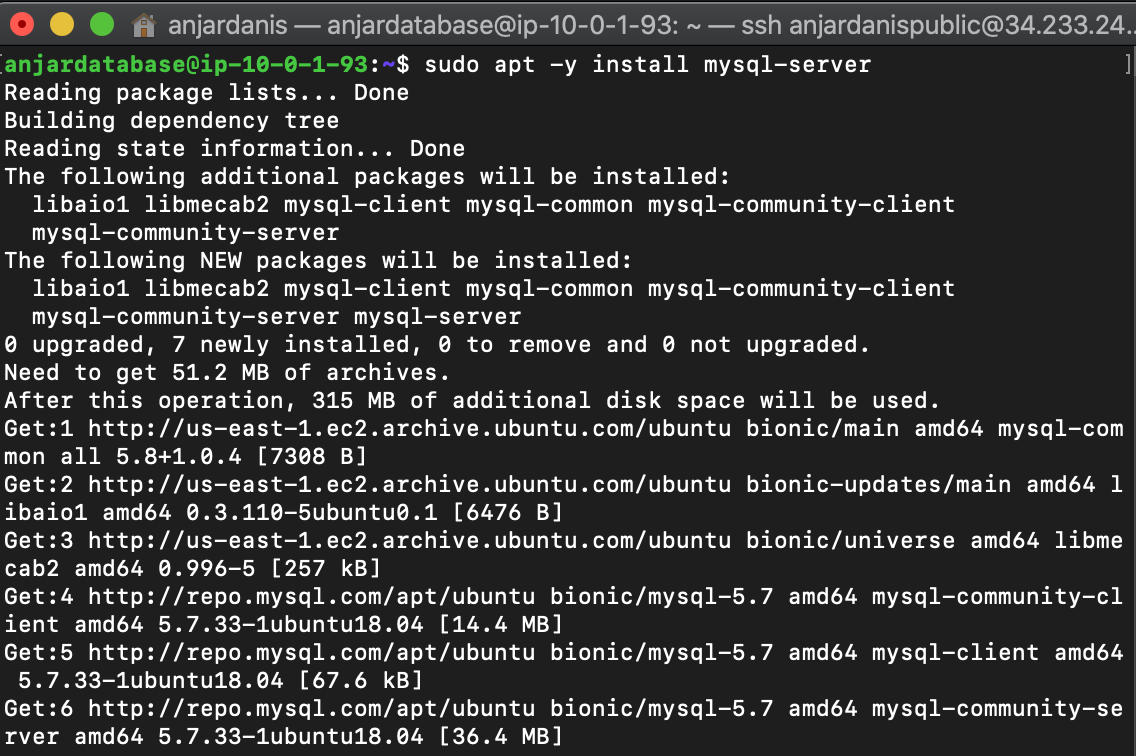 anjardanis — anjardatabase@ip-10-0-1-93: ~ — ssh anjardanispublic@34.233.24…
[anjardatabase@ip-10-0-1-93:~$ sudo apt -y install mysql-server ]
Reading package lists... Done
Building dependency tree
Reading state information... Done
The following additional packages will be installed:
  libaio1 libmecab2 mysql-client mysql-common mysql-community-client
  mysql-community-server
The following NEW packages will be installed:
  libaio1 libmecab2 mysql-client mysql-common mysql-community-client
  mysql-community-server mysql-server
0 upgraded, 7 newly installed, 0 to remove and 0 not upgraded.
Need to get 51.2 MB of archives.
After this operation, 315 MB of additional disk space will be used.
Get:1 http://us-east-1.ec2.archive.ubuntu.com/ubuntu bionic/main amd64 mysql-com
mon all 5.8+1.0.4 [7308 B]
Get:2 http://us-east-1.ec2.archive.ubuntu.com/ubuntu bionic-updates/main amd64 l
ibaio1 amd64 0.3.110-5ubuntu0.1 [6476 B]
Get:3 http://us-east-1.ec2.archive.ubuntu.com/ubuntu bionic/universe amd64 libme
cab2 amd64 0.996-5 [257 kB]
Get:4 http://repo.mysql.com/apt/ubuntu bionic/mysql-5.7 amd64 mysql-community-cl
ient amd64 5.7.33-1ubuntu18.04 [14.4 MB]
Get:5 http://repo.mysql.com/apt/ubuntu bionic/mysql-5.7 amd64 mysql-client amd64
 5.7.33-1ubuntu18.04 [67.6 kB]
Get:6 http://repo.mysql.com/apt/ubuntu bionic/mysql-5.7 amd64 mysql-community-se
rver amd64 5.7.33-1ubuntu18.04 [36.4 MB]